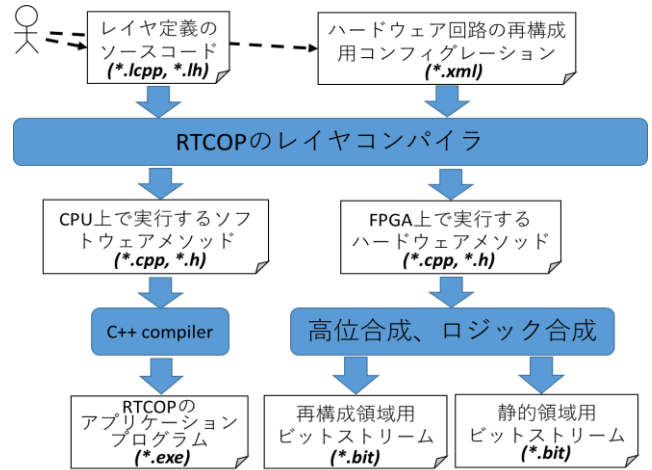 レイヤ定義の
ソースコード
(*.lcpp, *.lh)
ハードウェア回路の再構成
用コンフィグレーション
(*.xml)
RTCOPのレイヤコンパイラ
CPU上で実行するソフ
トウェアメソッド
(*.cpp, *.h)
FPGA上で実行する
ハードウェアメソッド
(*.cpp, *.h)
C++ compiler
高位合成、ロジック合成
RTCOPの
アプリケーション
プログラム
(*.exe)
再構成領域用
ビットストリーム
(*.bit)
静的領域用
ビットストリーム
(*.bit)